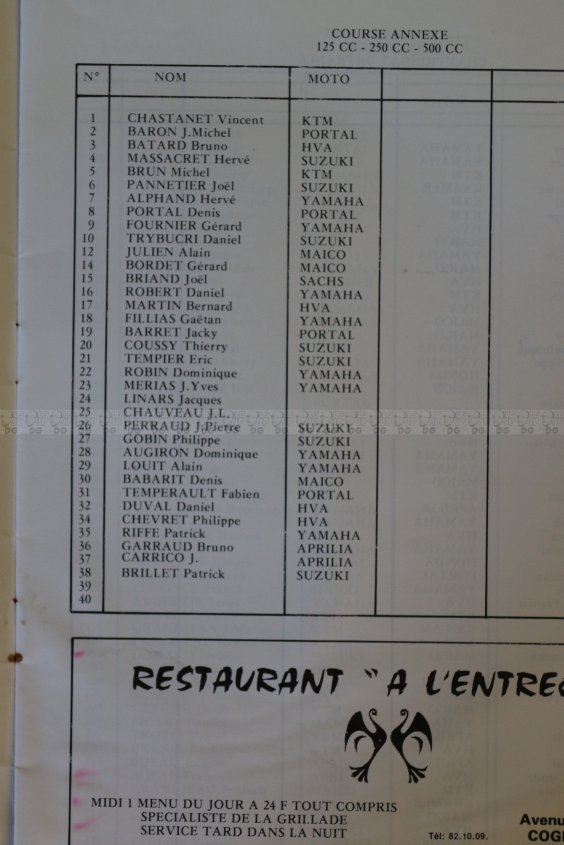 COURSE ANNEXE
125 CC - 250 CC - 500 CC
N° NOM MOTO
1 CHASTANET Vincent KTM
2 BARON J.Michel PORTAL
3 BATARD Bruno HVA
4 MASSACRET Hervé SUZUKI
5 BRUN Michel KTM
6 PANNETIER Joël SUZUKI
7 ALPHAND Hervé YAMAHA
8 PORTAL Denis PORTAL
9 FOURNIER Gérard YAMAHA
10 TRYBUCRI Daniel SUZUKI
12 JULIEN Alain MAICO
14 BORDET Gérard MAICO
15 BRIAND Joël SACHS
16 ROBERT Daniel YAMAHA
17 MARTIN Bernard HVA
18 FILLIAS Gaëtan YAMAHA
19 BARRET Jacky PORTAL
20 COUSSY Thierry SUZUKI
21 TEMPIER Eric SUZUKI
22 ROBIN Dominique YAMAHA
23 MERIAS J.Yves YAMAHA
24 LINARS Jacques
25 CHAUVEAU J.L.
26 PERRAUD J.Pierre SUZUKI
27 GOBIN Philippe SUZUKI
28 AUGIRON Dominique YAMAHA
29 LOUIT Alain YAMAHA
30 BABARIT Denis MAICO
31 TEMPERAULT Fabien PORTAL
32 DUVAL Daniel HVA
34 CHEVRET Philippe HVA
35 RIFFE Patrick YAMAHA
36 GARRAUD Bruno APRILIA
37 CARRICO J. APRILIA
38 BRILLET Patrick SUZUKI
39
40
RESTAURANT "A L'ENTREC
MIDI 1 MENU DU JOUR A 24 F TOUT COMPRIS
SPECIALISTE DE LA GRILLADE
SERVICE TARD DANS LA NUIT
Tél: 82.10.09.
Avenu
COG